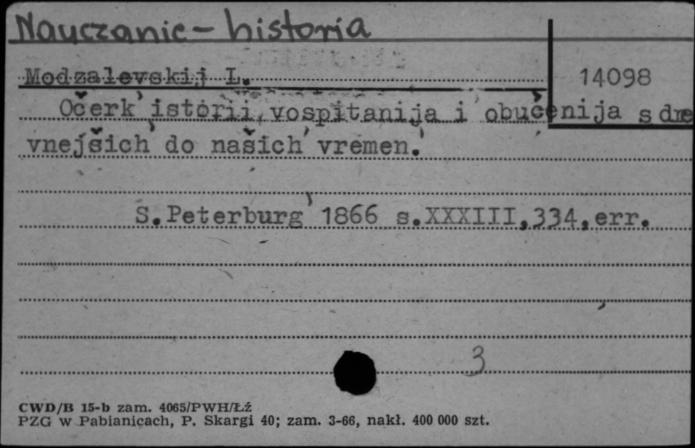 Nauczanie - historia
Modzalevskij L.
14098
Očerk' istorii vospitanija i obučenija s dre
vnejšich' do našich' vremen.'
S.Peterburg' 1866 s.XXXIII,334,err.
3
CWD/B 15-b zam. 4065/PWH/Łź
PZG w Pabianicach, P. Skargi 40; zam. 3-66, nakł. 400 000 szt.